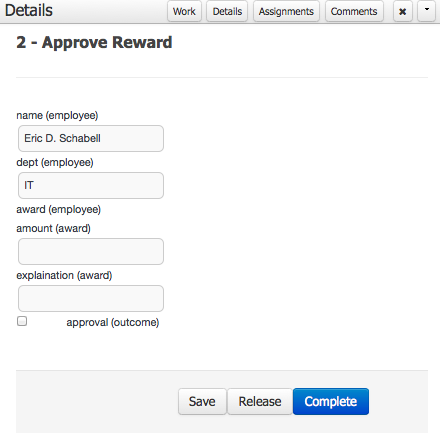 Details
Work
Details
Assignments
Comments
2 - Approve Reward
name (employee)
Eric D. Schabell
dept (employee)
IT
award (employee)
amount (award)
explaination (award)
approval (outcome)
Save
Release
Complete